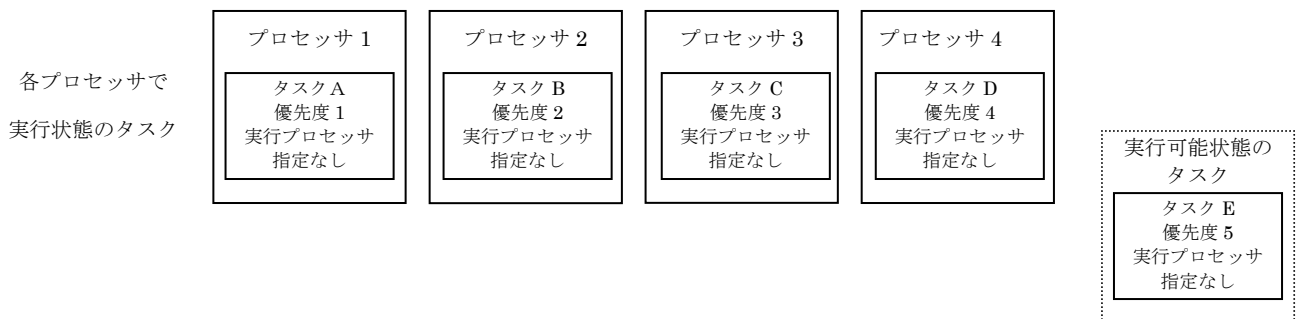 プロセッサ 1
プロセッサ 2
プロセッサ 3
プロセッサ 4
各プロセッサで
実行状態のタスク
タスク A
優先度 1
実行プロセッサ
指定なし
タスク B
優先度 2
実行プロセッサ
指定なし
タスク C
優先度 3
実行プロセッサ
指定なし
タスク D
優先度 4
実行プロセッサ
指定なし
実行可能状態の
タスク
タスク E
優先度 5
実行プロセッサ
指定なし